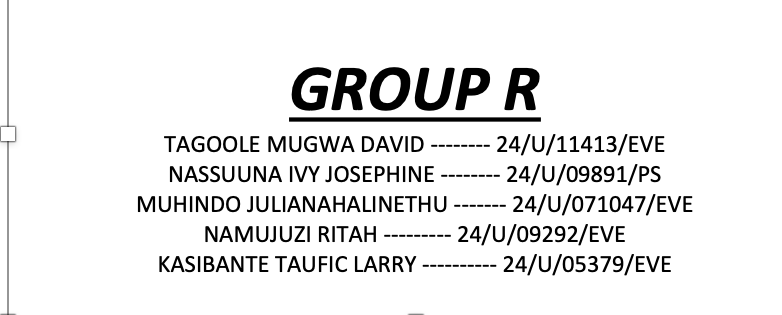 GROUP R
TAGOOLE MUGWA DAVID -------- 24/U/11413/EVE
NASSUUNA IVY JOSEPHINE -------- 24/U/09891/PS
MUHINDO JULIANAHALINETHU ------- 24/U/071047/EVE
NAMUJUZI RITAH --------- 24/U/09292/EVE
KASIBANTE TAUFIC LARRY ---------- 24/U/05379/EVE